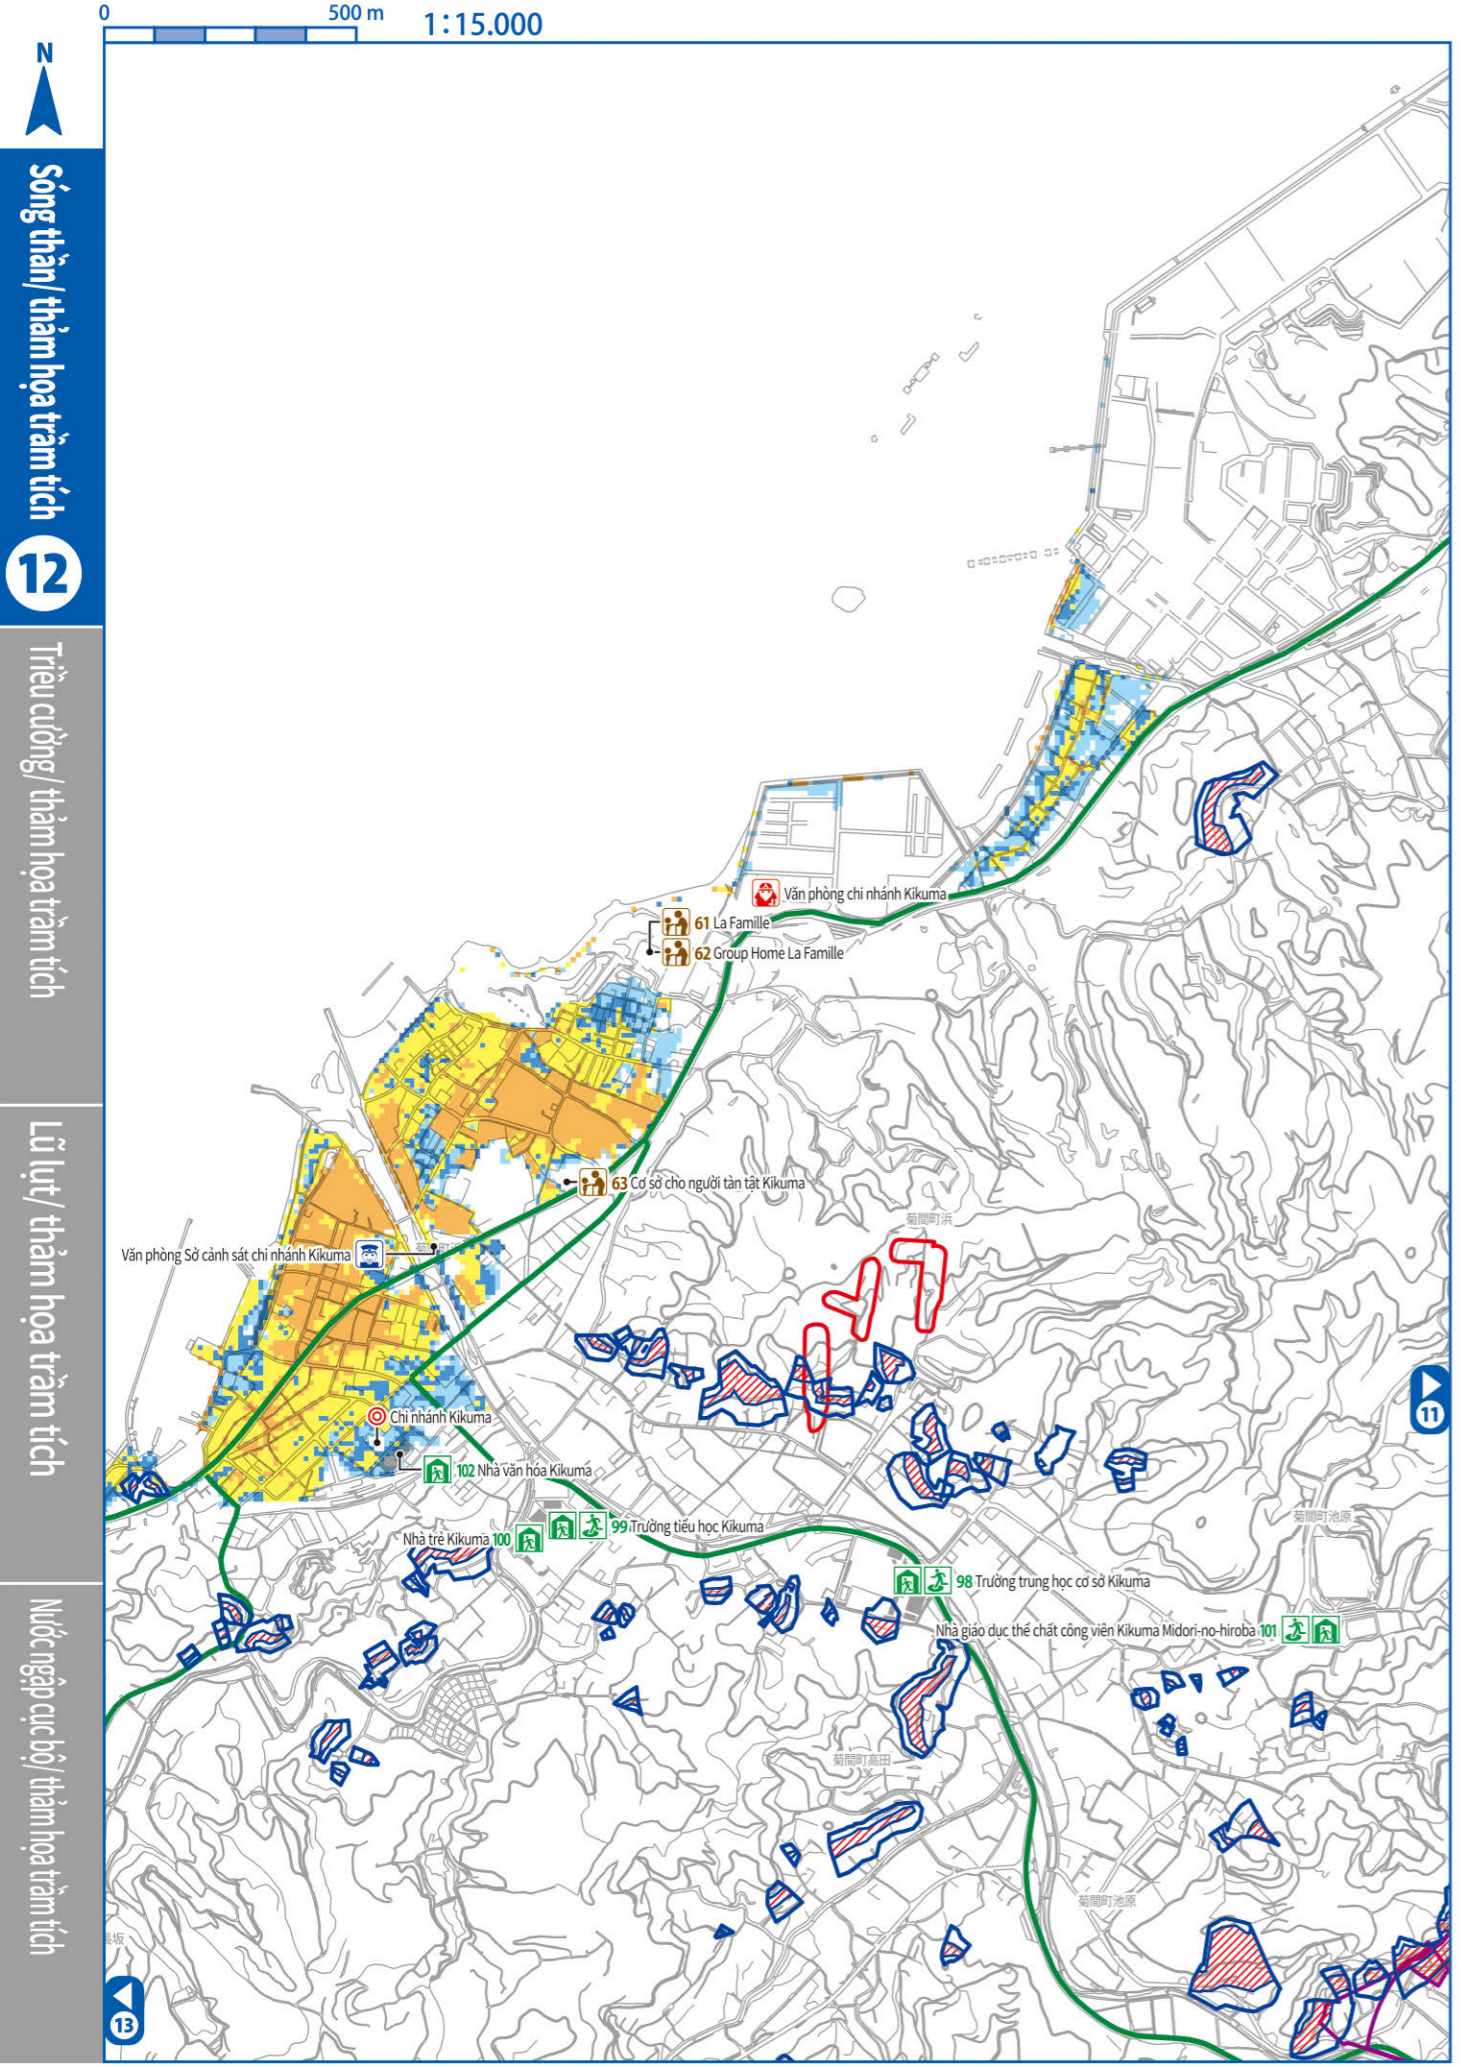 0
500 m
1:15.000
N
Sóng thần/ thảm họa trầm tích
12
Triều cường/ thảm họa trầm tích
Lũ lụt/ thảm họa trầm tích
Nước ngập cục bộ/ thảm họa trầm tích
Văn phòng chi nhánh Kikuma
61 La Famille
62 Group Home La Famille
63 Cơ sở cho người tàn tật Kikuma
菊間町浜
Văn phòng Sở cảnh sát chi nhánh Kikuma
11
Chi nhánh Kikuma
102 Nhà văn hóa Kikuma
菊間町池原
99 Trường tiểu học Kikuma
Nhà trẻ Kikuma 100
98 Trường trung học cơ sở Kikuma
Nhà giáo dục thể chất công viên Kikuma Midori-no-hiroba 101
菊間町高田
菊間町池原
長坂
13